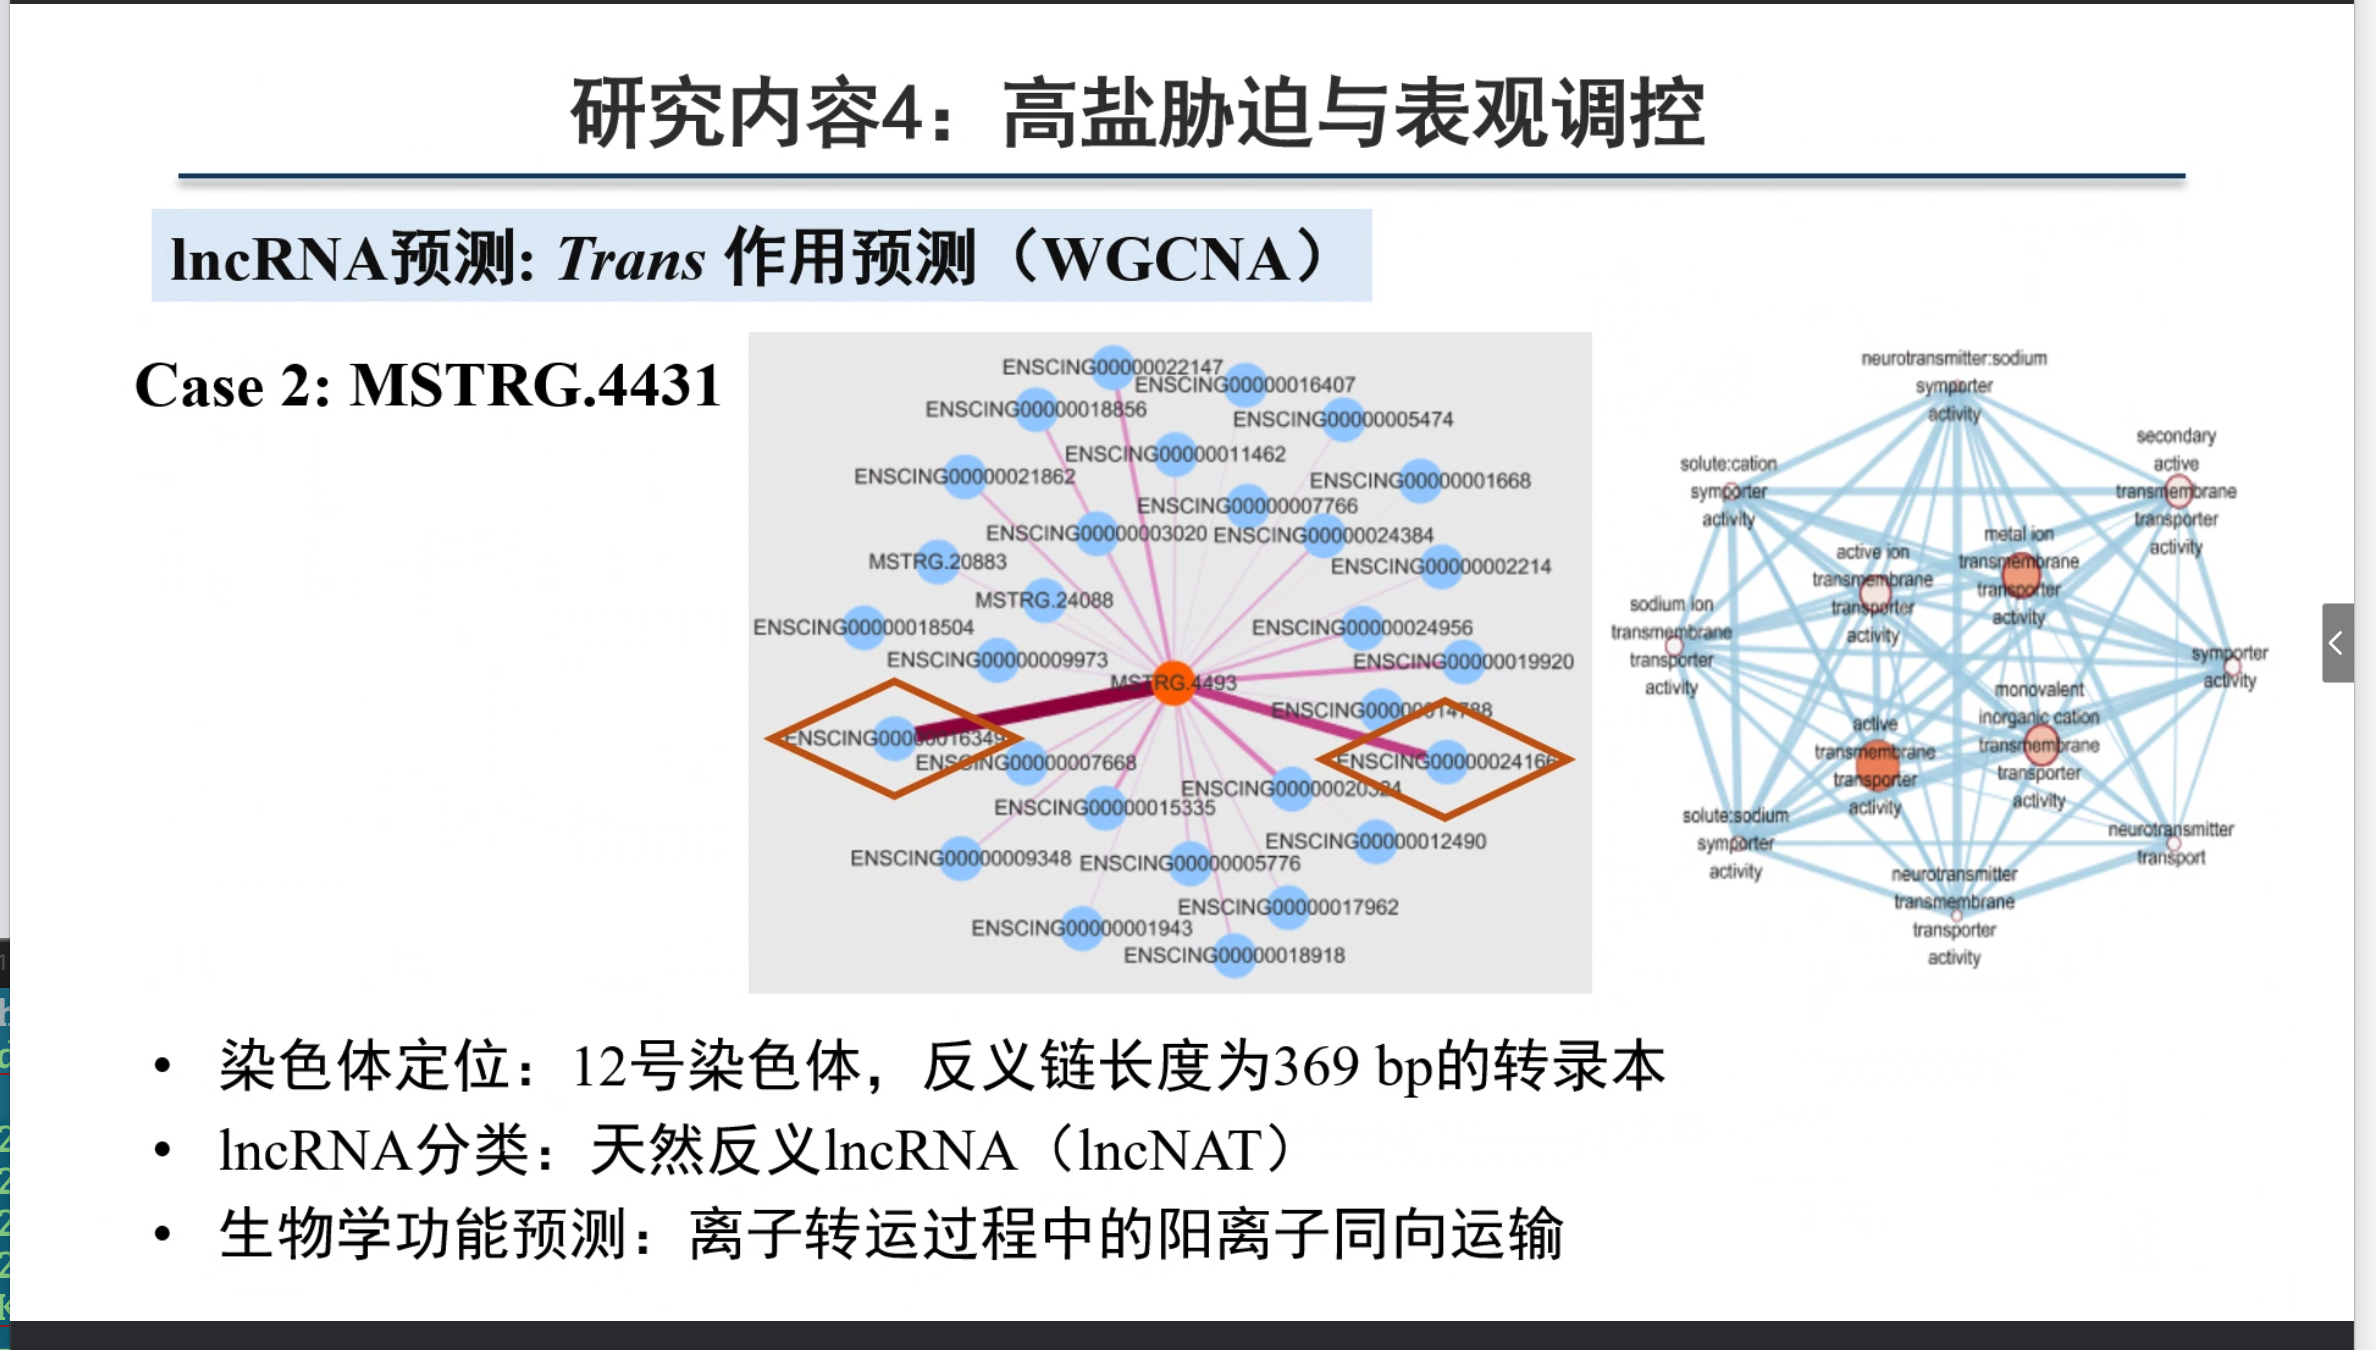 研究内容4：高盐胁迫与表观调控
lncRNA预测: Trans 作用预测（WGCNA）
Case 2: MSTRG.4431
ENSCING00000022147
ENSCING00000016407
ENSCING00000018856
ENSCING00000005474
ENSCING00000011462
ENSCING00000021862
ENSCING00000001668
ENSCING00000007766
ENSCING00000003020
ENSCING00000024384
MSTRG.20883
ENSCING00000002214
MSTRG.24088
ENSCING00000018504
ENSCING00000024956
ENSCING00000009973
ENSCING00000019920
MSTRG.4493
ENSCING00000014788
ENSCING00000016349
ENSCING00000007668
ENSCING00000024166
ENSCING00000020324
ENSCING00000015335
ENSCING00000012490
ENSCING00000009348
ENSCING00000005776
ENSCING00000017962
ENSCING00000001943
ENSCING00000018918
neurotransmitter:sodium
symporter
activity
secondary
active
transmembrane
transporter
activity
solute:cation
symporter
activity
metal ion
transmembrane
transporter
activity
active ion
transmembrane
transporter
activity
sodium ion
transmembrane
transporter
activity
symporter
activity
monovalent
inorganic cation
transmembrane
transporter
activity
active
transmembrane
transporter
activity
solute:sodium
symporter
activity
neurotransmitter
transport
neurotransmitter
transmembrane
transporter
activity
• 染色体定位：12号染色体，反义链长度为369 bp的转录本
• lncRNA分类：天然反义lncRNA（lncNAT）
• 生物学功能预测：离子转运过程中的阳离子同向运输